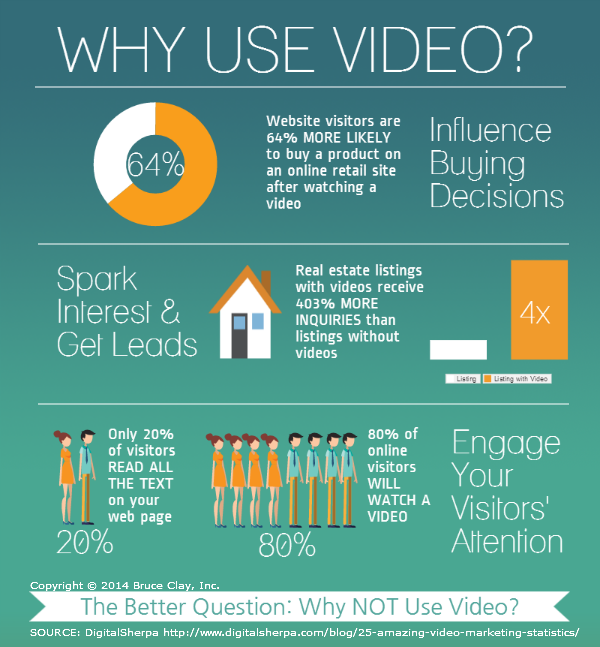 WHY USE VIDEO?
64%
Website visitors are
64% MORE LIKELY
to buy a product on
an online retail site
after watching a
video
Influence
Buying
Decisions
Spark
Interest &
Get Leads
Real estate listings
with videos receive
403% MORE
INQUIRIES than
listings without
videos
4x
Listing
Listing with Video
Only 20%
of visitors
READ ALL
THE TEXT
on your
web page
20%
80% of
online
visitors
WILL
WATCH A
VIDEO
80%
Engage
Your
Visitors'
Attention
Copyright © 2014 Bruce Clay, Inc.
The Better Question: Why NOT Use Video?
SOURCE: DigitalSherpa http://www.digitalsherpa.com/blog/25-amazing-video-marketing-statistics/